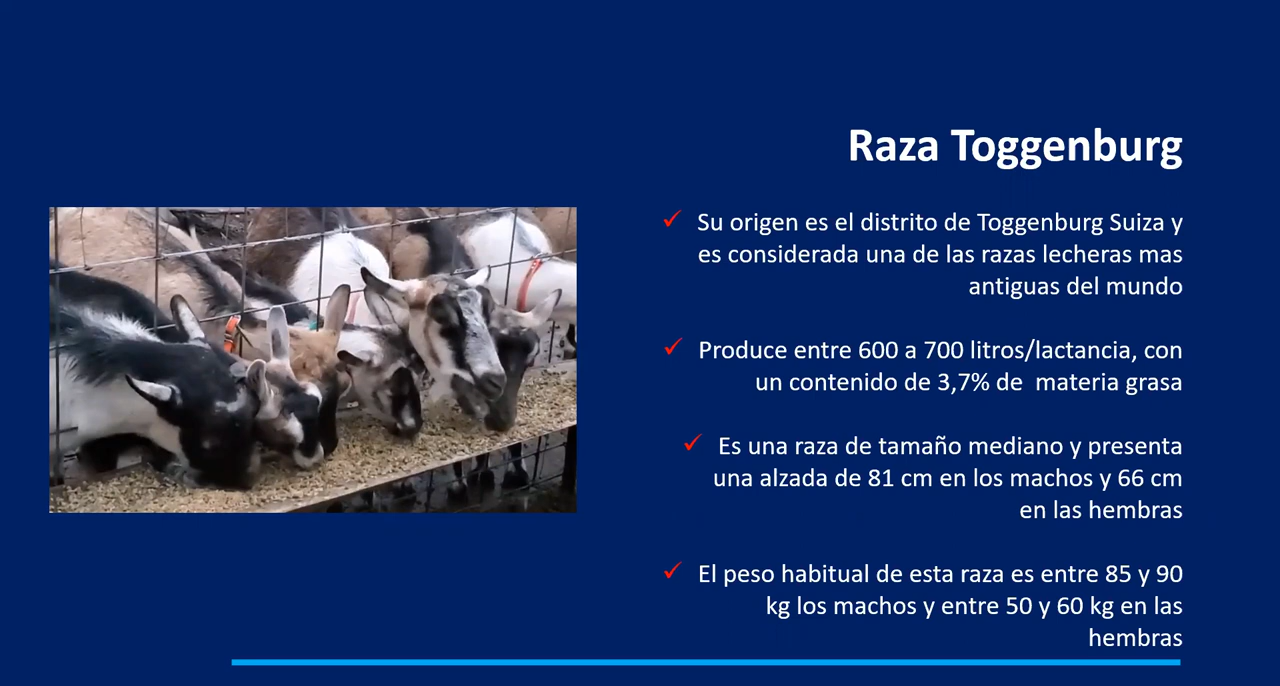 Raza Toggenburg
✓ Su origen es el distrito de Toggenburg Suiza y
es considerada una de las razas lecheras mas
antiguas del mundo
✓ Produce entre 600 a 700 litros/lactancia, con
un contenido de 3,7% de materia grasa
✓ Es una raza de tamaño mediano y presenta
una alzada de 81 cm en los machos y 66 cm
en las hembras
✓ El peso habitual de esta raza es entre 85 y 90
kg los machos y entre 50 y 60 kg en las
hembras